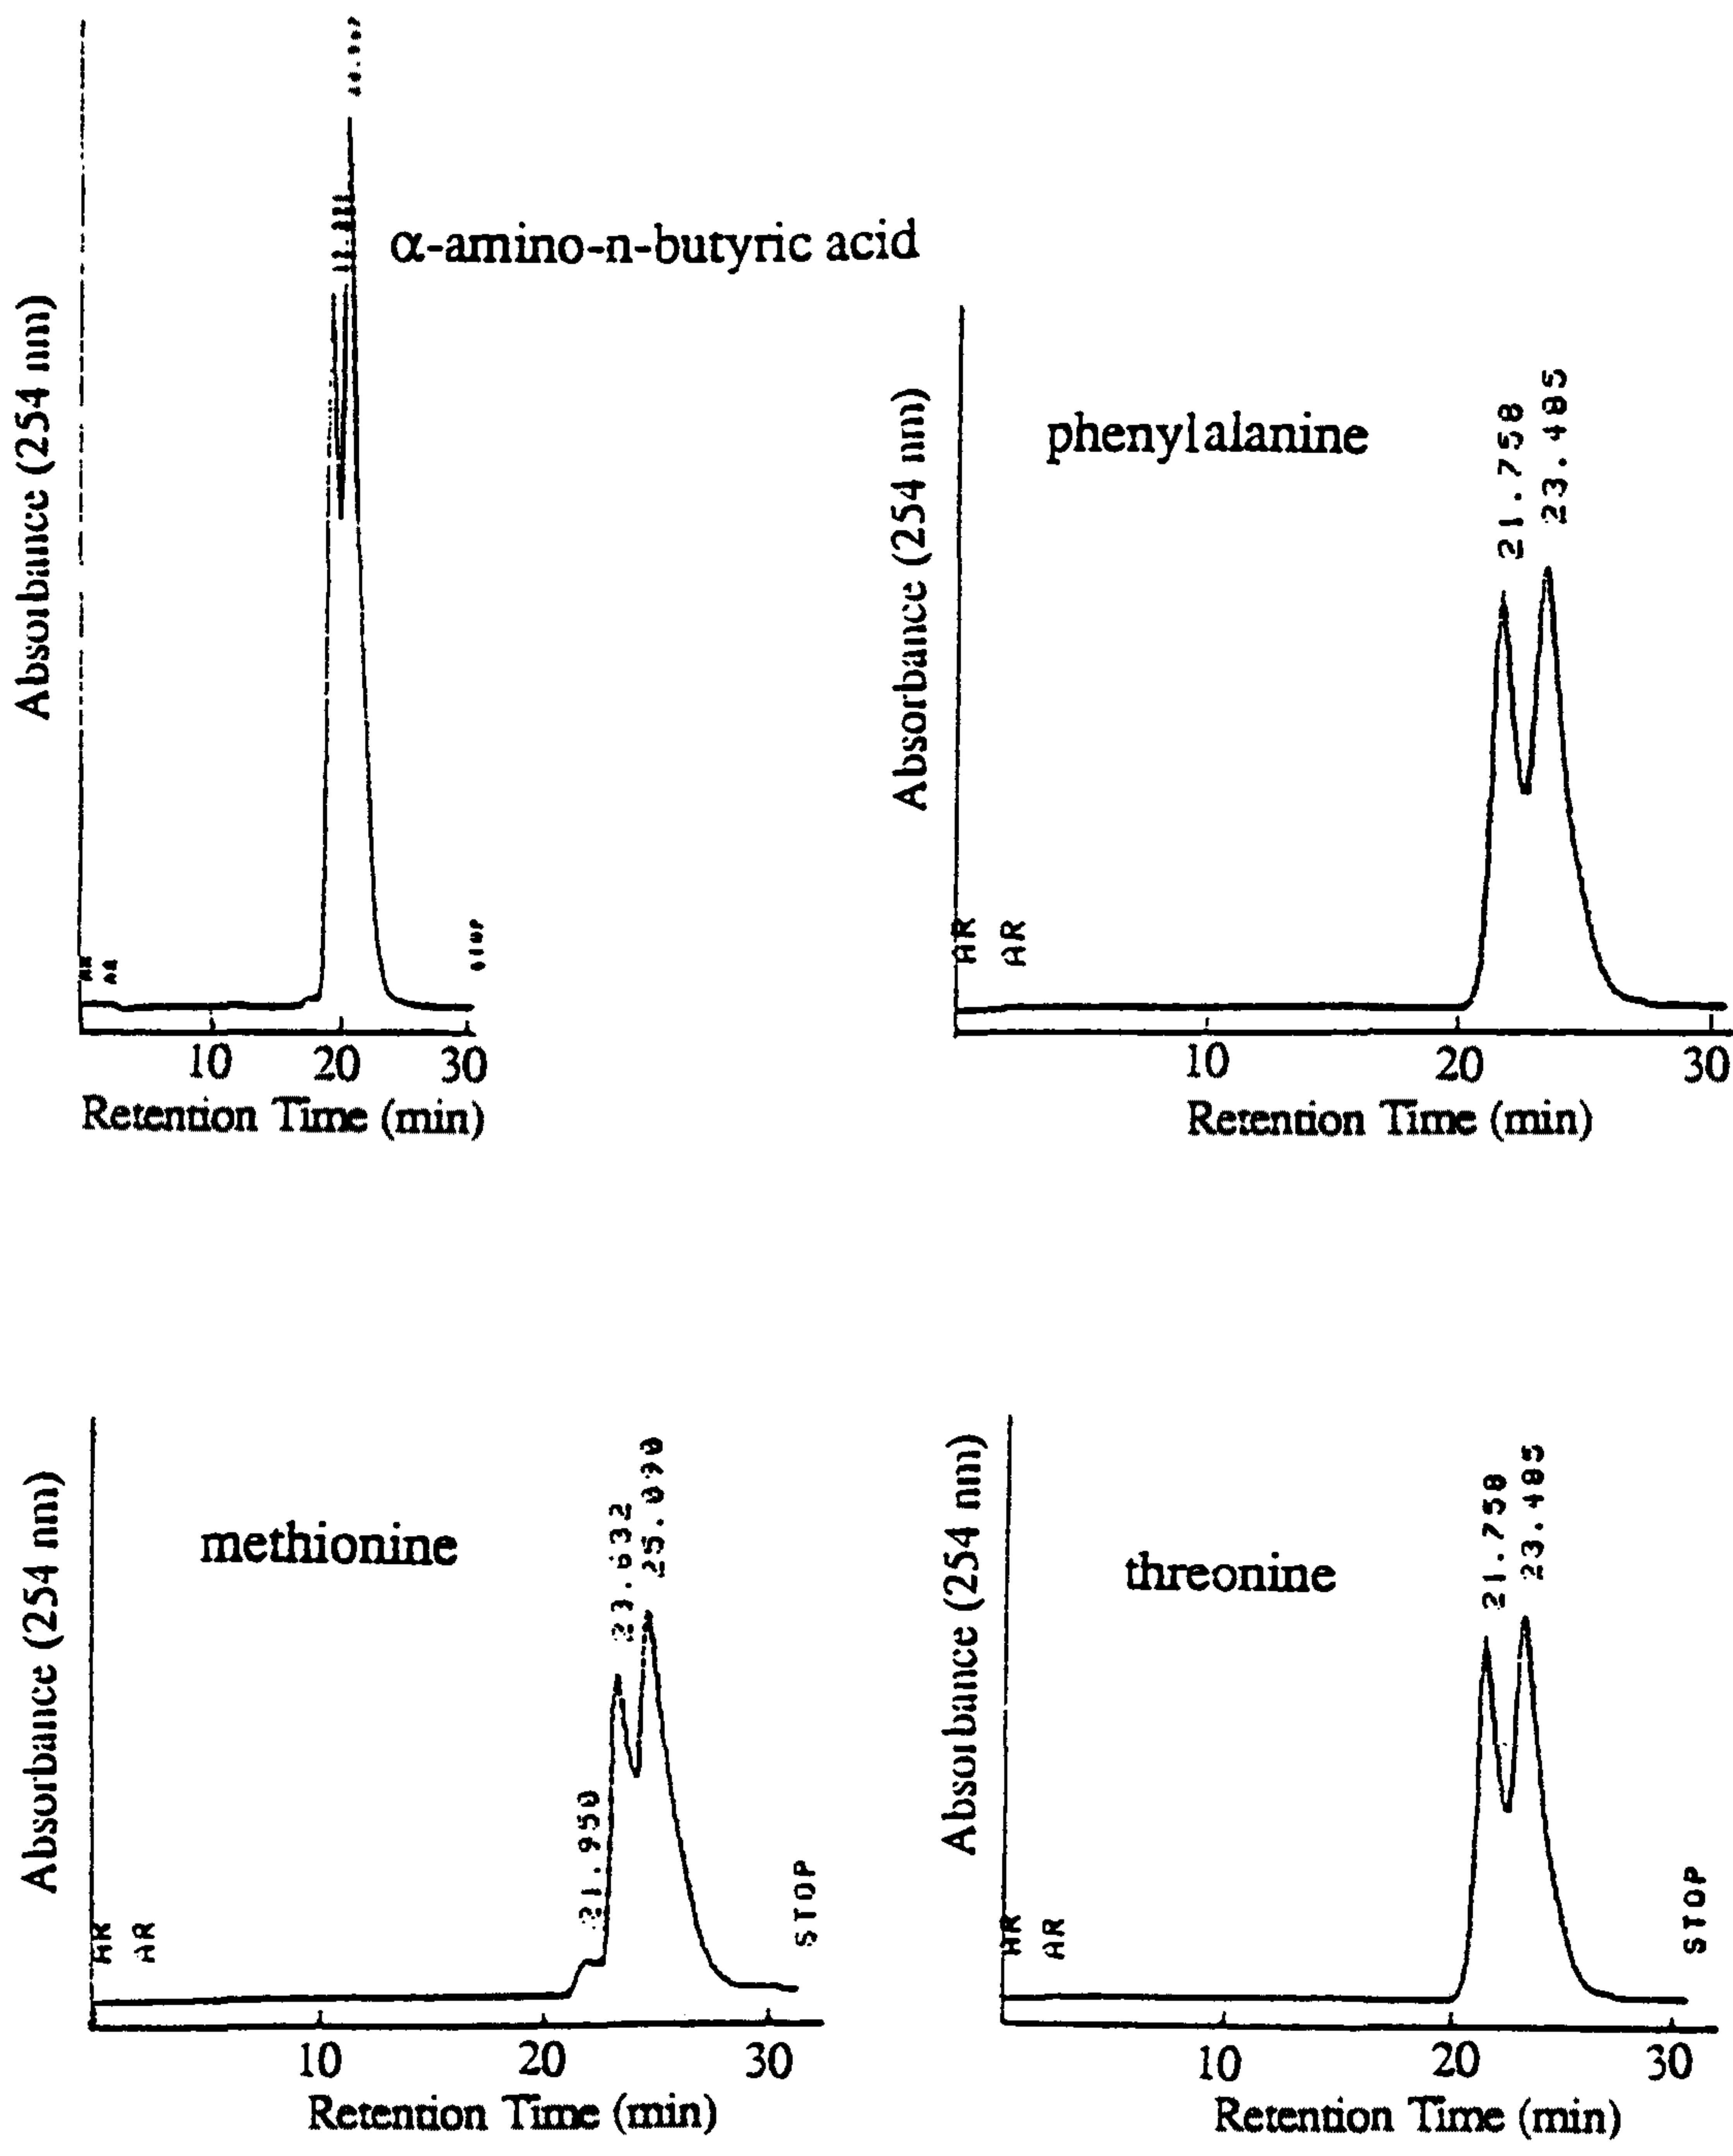 α-amino-n-butyric acid
Absorbance (254 nm)
10
20
30
Retention Time (min)
phenylalanine
21.758
23.485
Absorbance (254 nm)
AR
AR
10
20
30
Retention Time (min)
methionine
21.950
23.632
25.090
Absorbance (254 nm)
AR
AR
STOP
10
20
30
Retention Time (min)
threonine
21.758
23.485
Absorbance (254 nm)
AR
AR
STOP
10
20
30
Retention Time (min)